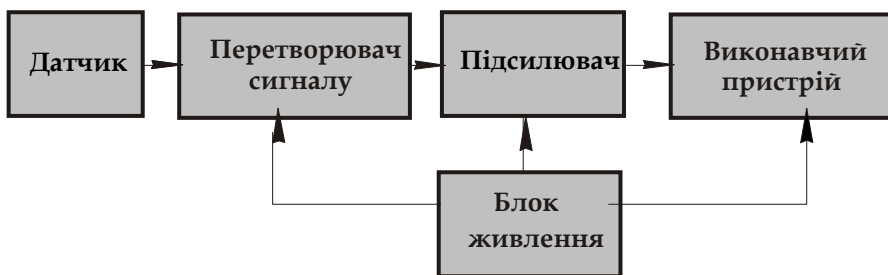 Датчик
Перетворювач
сигналу
Підсилювач
Виконавчий
пристрій
Блок
живлення